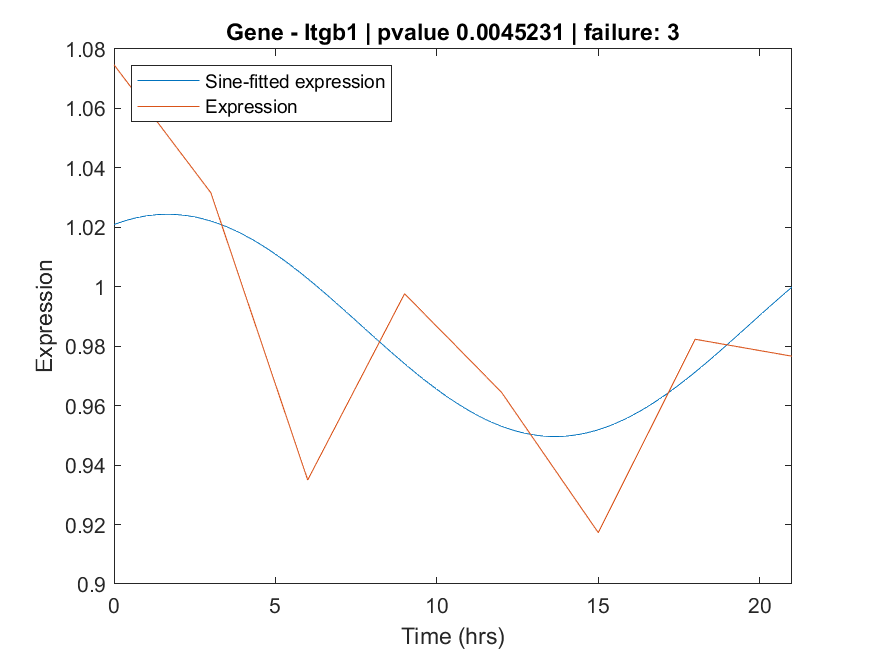 Gene - Itgb1 | pvalue 0.0045231 | failure: 3
1.08
1.06
1.04
1.02
1
0.98
0.96
0.94
0.92
0.9
Expression
Sine-fitted expression
Expression
0 5 10 15 20
Time (hrs)